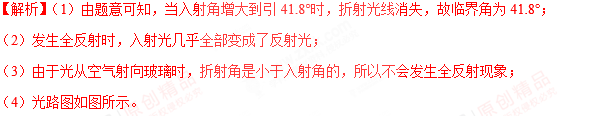 【解析】(1)由题意可知，当入射角增大到引 41.8°时，折射光线消失，故临界角为 41.8°；
(2)发生全反射时，入射光几乎全部变成了反射光；
(3)由于光从空气射向玻璃时，折射角是小于入射角的，所以不会发生全反射现象；
(4)光路图如图所示。